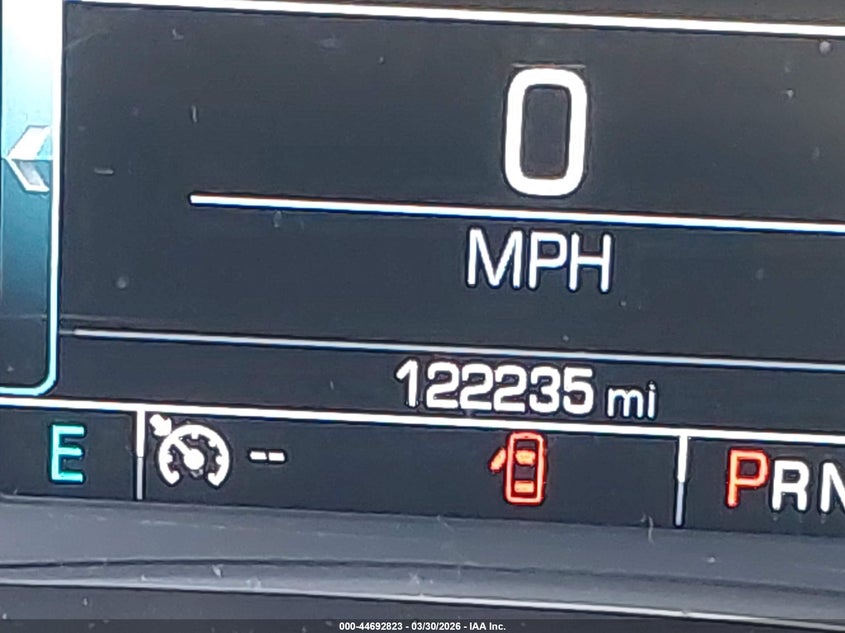 0
MPH
122235 mi
E -- PRN
000-44692823 - 03/30/2026 - IAA Inc.